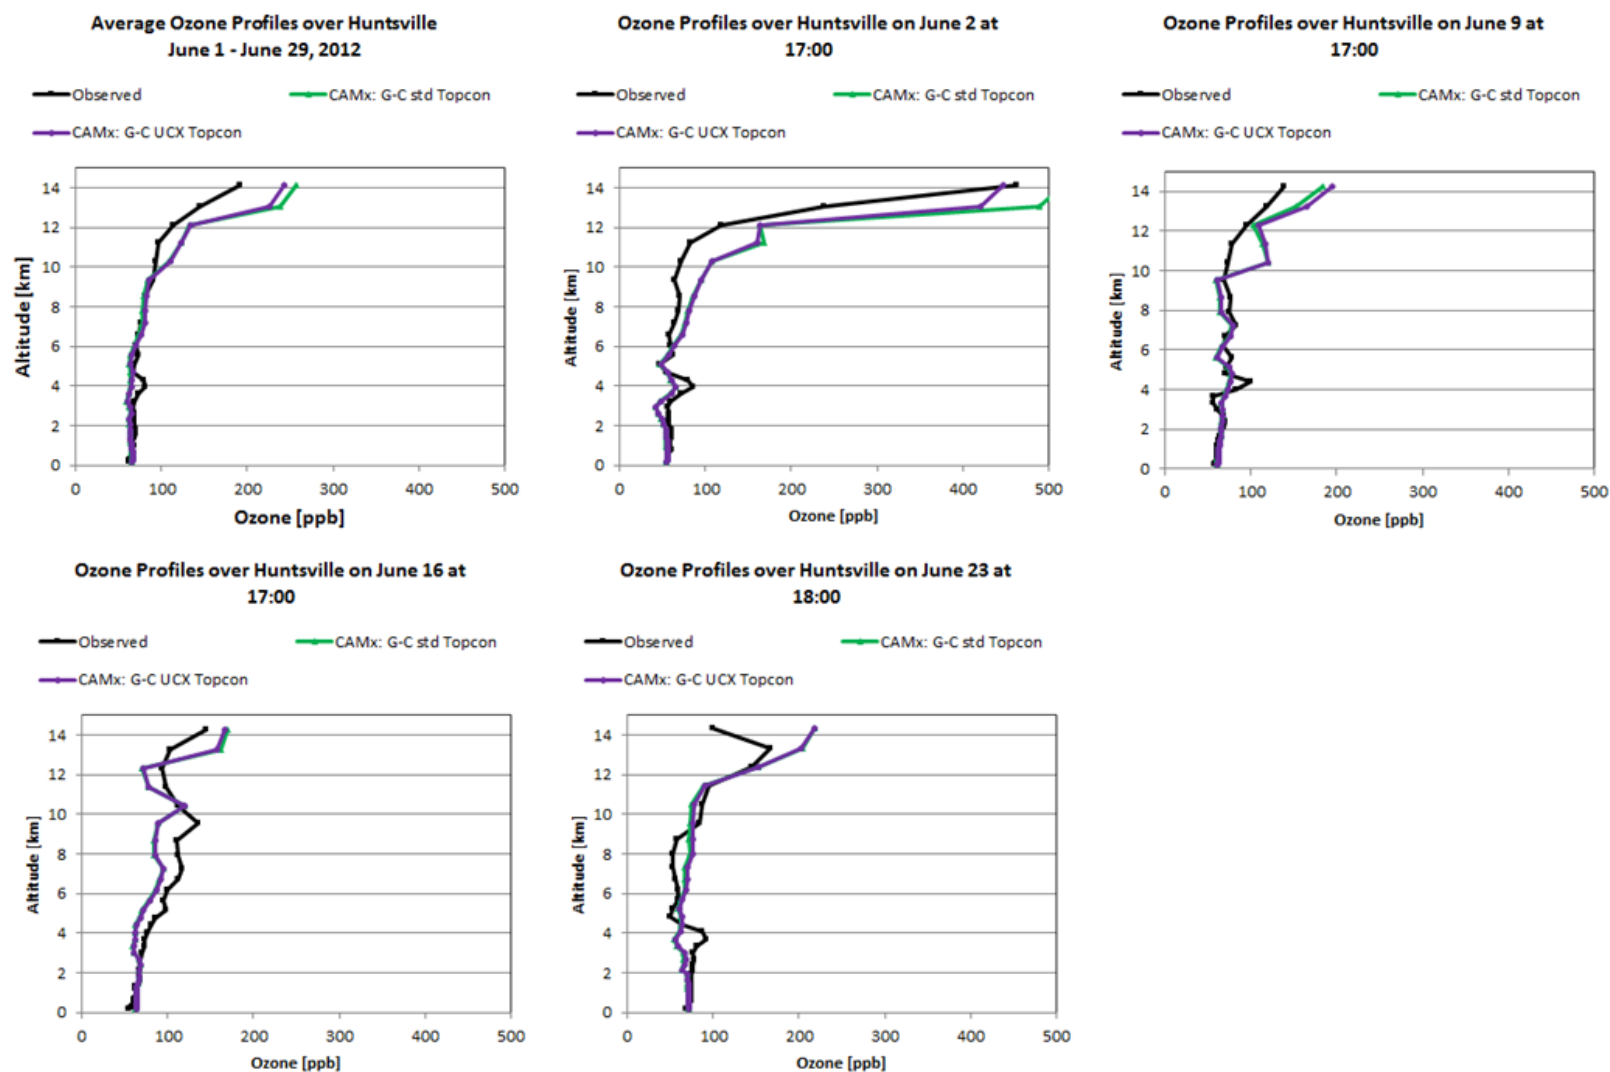 Average Ozone Profiles over Huntsville
June 1 - June 29, 2012
Observed
CAMx: G-C std Topcon
CAMx: G-C UCX Topcon
Altitude [km]
14
12
10
8
6
4
2
0
0 100 200 300 400 500
Ozone [ppb]
Ozone Profiles over Huntsville on June 2 at
17:00
Observed
CAMx: G-C std Topcon
CAMx: G-C UCX Topcon
Altitude [km]
14
12
10
8
6
4
2
0
0 100 200 300 400 500
Ozone [ppb]
Ozone Profiles over Huntsville on June 9 at
17:00
Observed
CAMx: G-C std Topcon
CAMx: G-C UCX Topcon
Altitude [km]
14
12
10
8
6
4
2
0
0 100 200 300 400 500
Ozone [ppb]
Ozone Profiles over Huntsville on June 16 at
17:00
Observed
CAMx: G-C std Topcon
CAMx: G-C UCX Topcon
Altitude [km]
14
12
10
8
6
4
2
0
0 100 200 300 400 500
Ozone [ppb]
Ozone Profiles over Huntsville on June 23 at
18:00
Observed
CAMx: G-C std Topcon
CAMx: G-C UCX Topcon
Altitude [km]
14
12
10
8
6
4
2
0
0 100 200 300 400 500
Ozone [ppb]